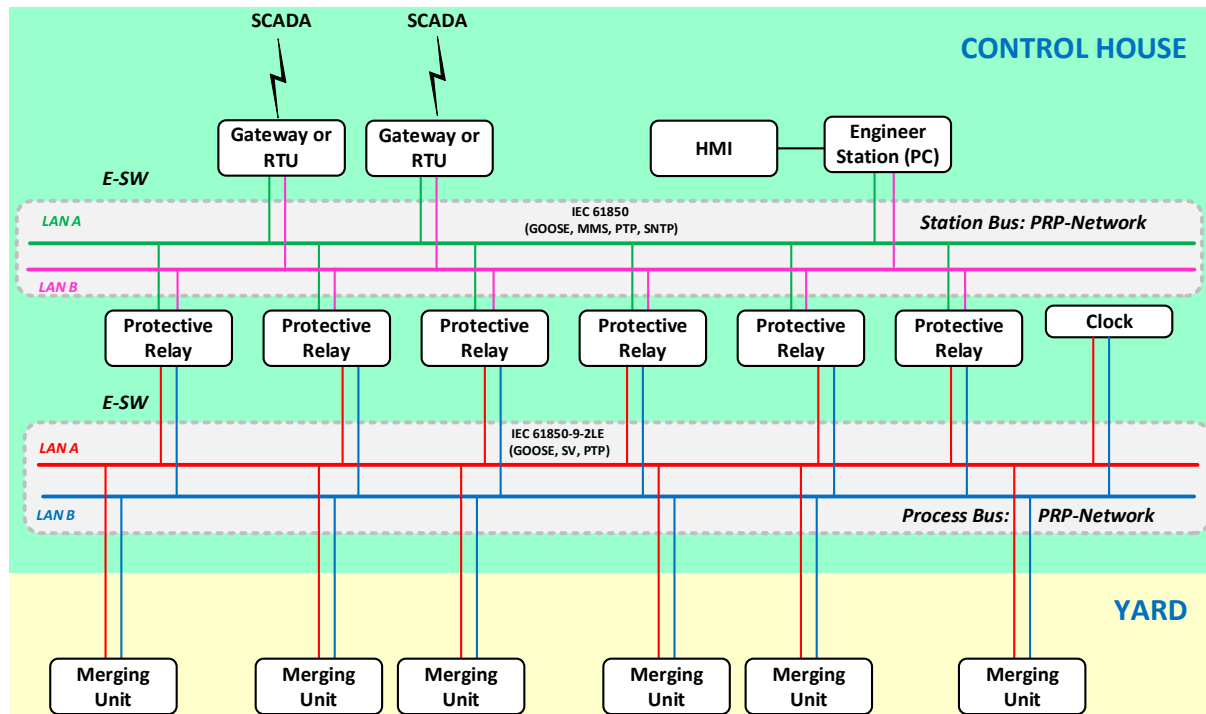 SCADA
SCADA
CONTROL HOUSE
Gateway or
RTU
Gateway or
RTU
HMI
Engineer
Station (PC)
E-SW
LAN A
IEC 61850
(GOOSE, MMS, PTP, SNTP)
Station Bus: PRP-Network
LAN B
Protective
Relay
Protective
Relay
Protective
Relay
Protective
Relay
Protective
Relay
Protective
Relay
Clock
E-SW
LAN A
IEC 61850-9-2LE
(GOOSE, SV, PTP)
LAN B
Process Bus: PRP-Network
YARD
Merging
Unit
Merging
Unit
Merging
Unit
Merging
Unit
Merging
Unit
Merging
Unit